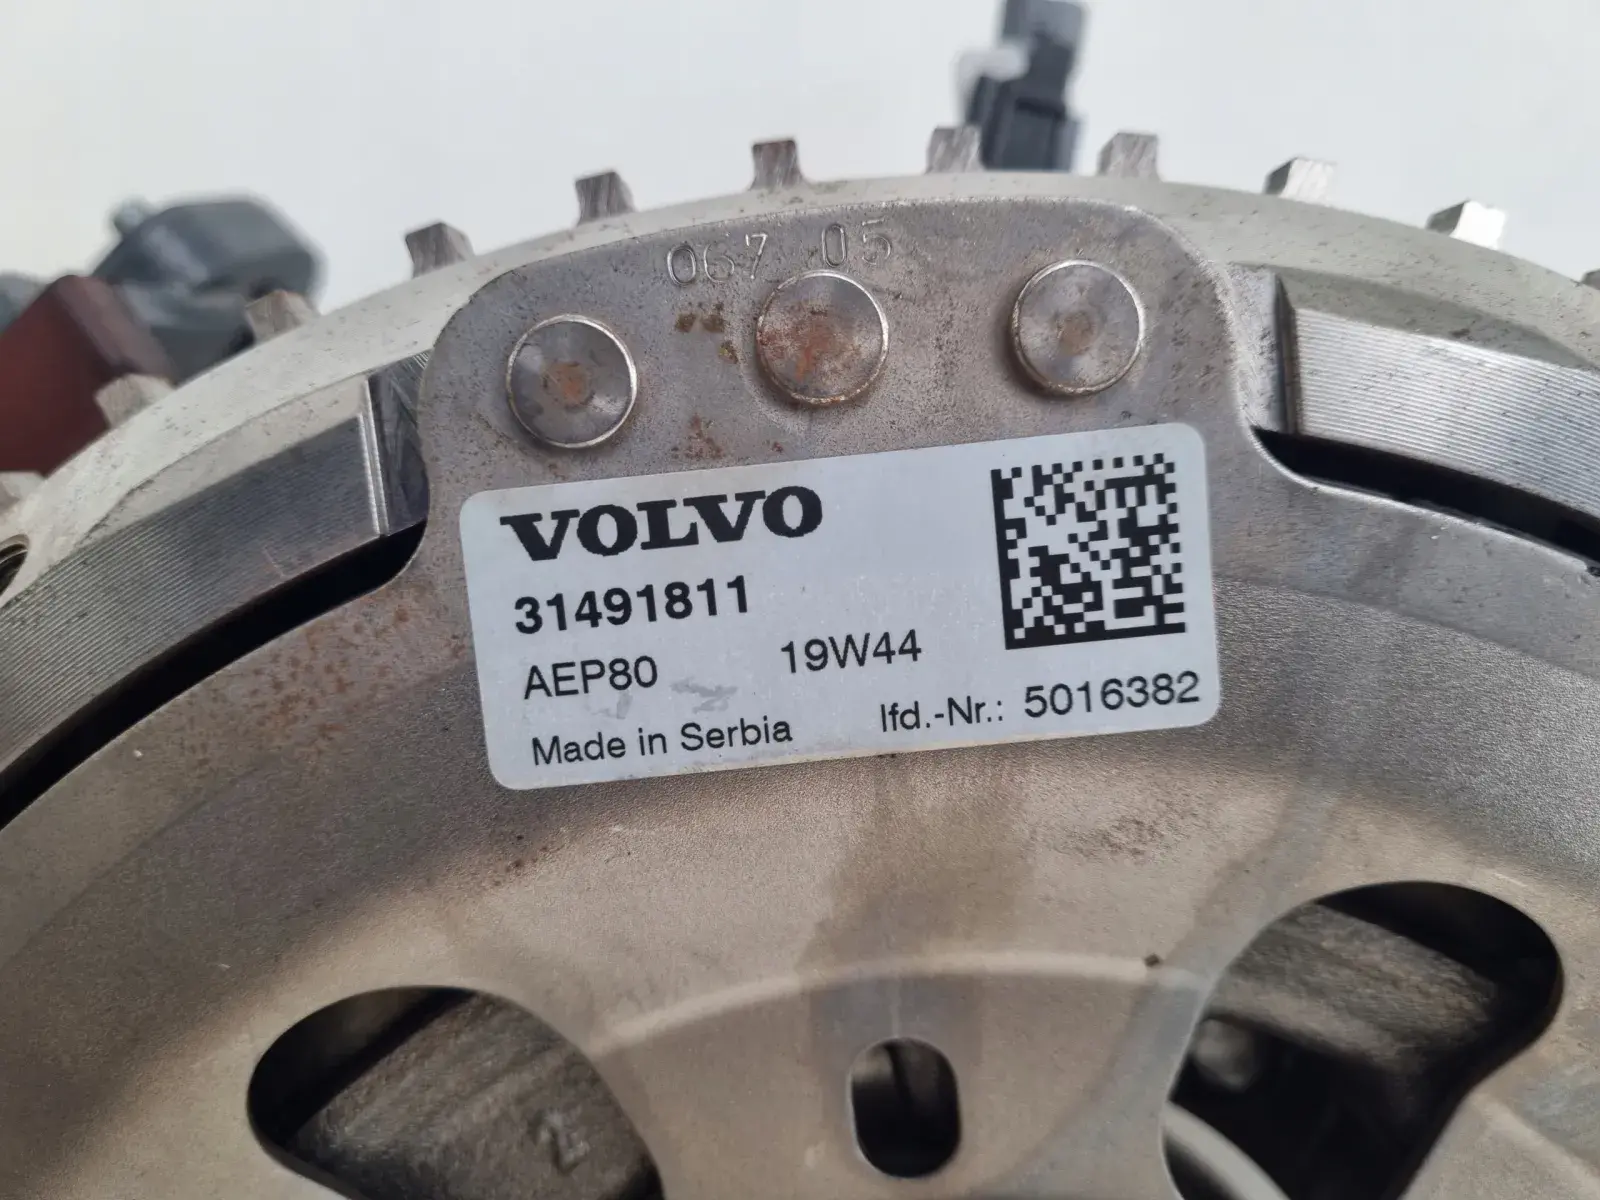 067 05
VOLVO
31491811
AEP80 19W44
Made in Serbia lfd.-Nr.: 5016382